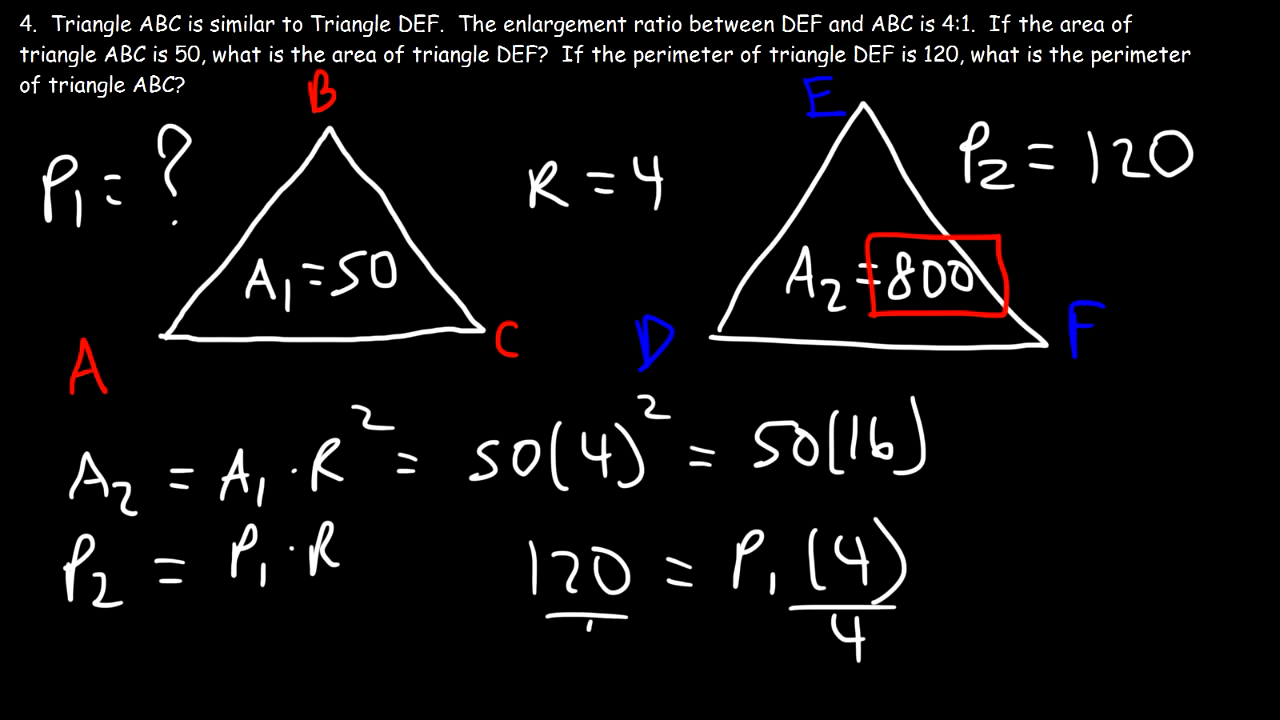 4. Triangle ABC is similar to Triangle DEF. The enlargement ratio between DEF and ABC is 4:1. If the area of
triangle ABC is 50, what is the area of triangle DEF? If the perimeter of triangle DEF is 120, what is the perimeter
of triangle ABC?
B
E
P₁ = ?
R = 4
P₂ = 120
A₁ = 50
A₂ = 800
A
C
D
F
A₂ = A₁ · R² = 50(4)² = 50(16)
P₂ = P₁ · R
120 = P₁(4)
4